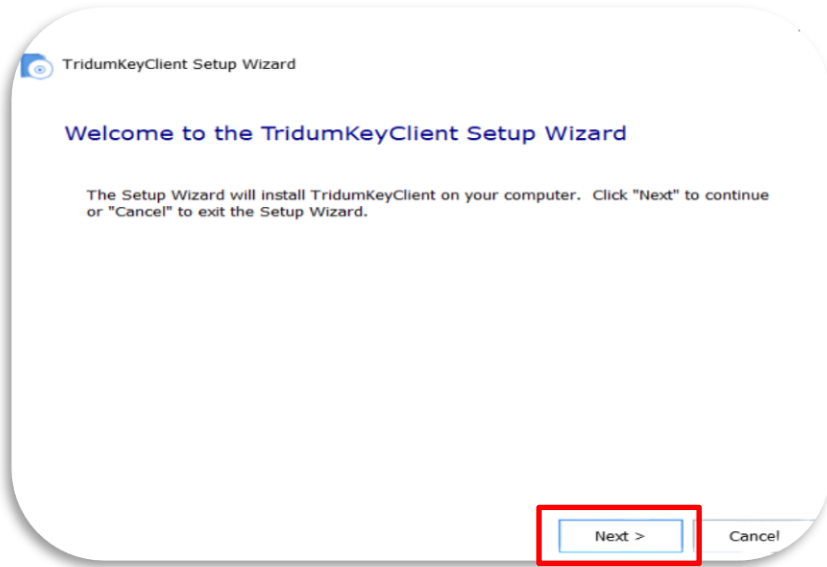 TridumKeyClient Setup Wizard
Welcome to the TridumKeyClient Setup Wizard
The Setup Wizard will install TridumKeyClient on your computer. Click "Next" to continue
or "Cancel" to exit the Setup Wizard.
Next > Cancel